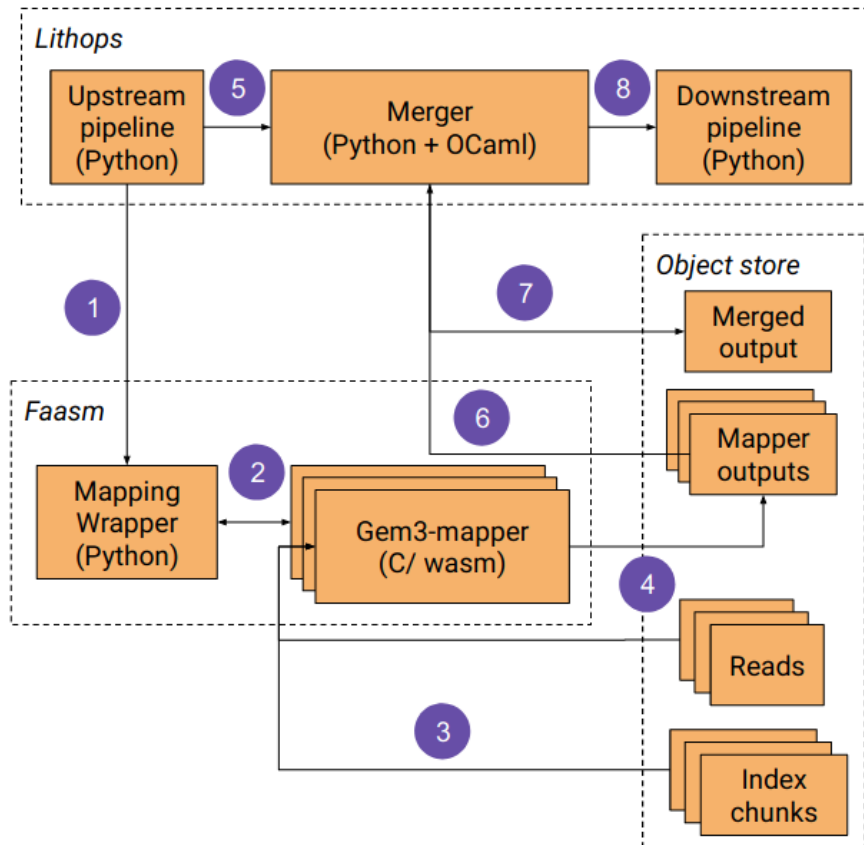 Lithops
Upstream
pipeline
(Python)
5
Merger
(Python + OCaml)
8
Downstream
pipeline
(Python)
1
7
Object store
Merged
output
Faasm
6
Mapper
outputs
Mapping
Wrapper
(Python)
2
Gem3-mapper
(C/ wasm)
4
Reads
3
Index
chunks